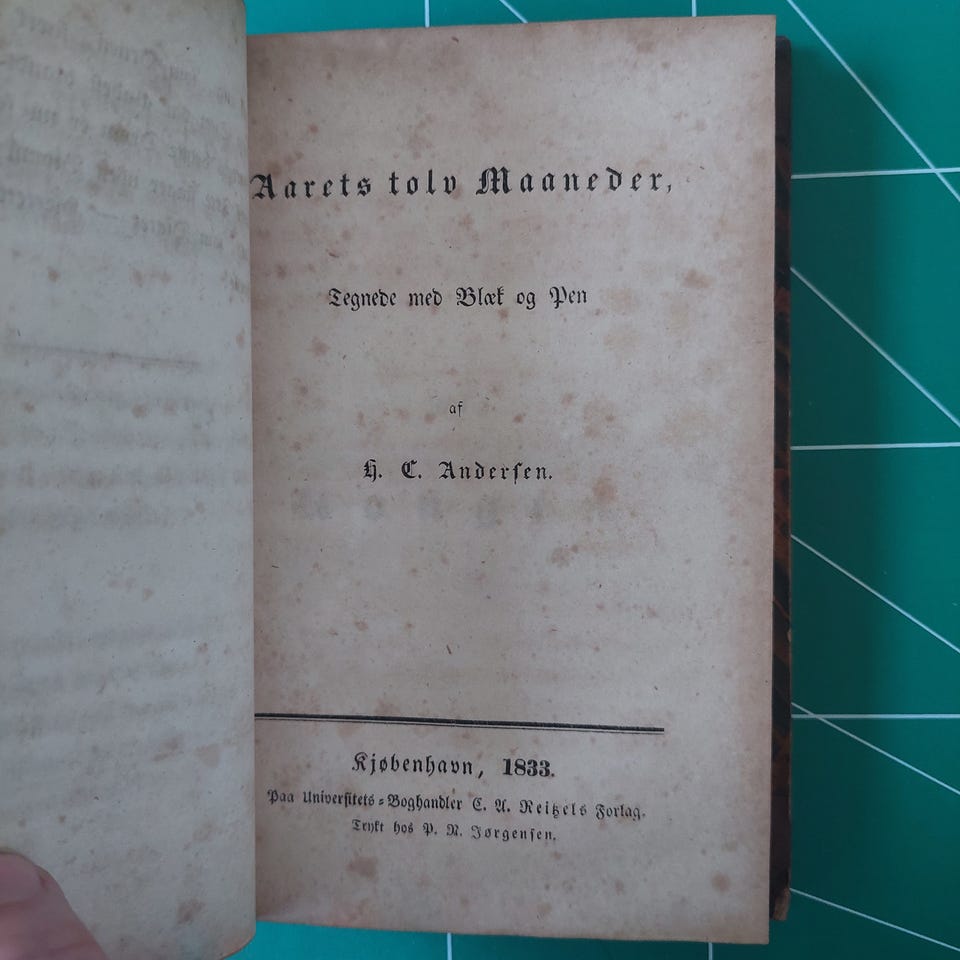 Aarets tolv Maaneder,
Tegnede med Blæk og Pen
af
H. C. Andersen.
Kjøbenhavn, 1833.
Paa Universitets-Boghandler C. A. Reitzels Forlag.
Trykt hos P. N. Jørgensen.